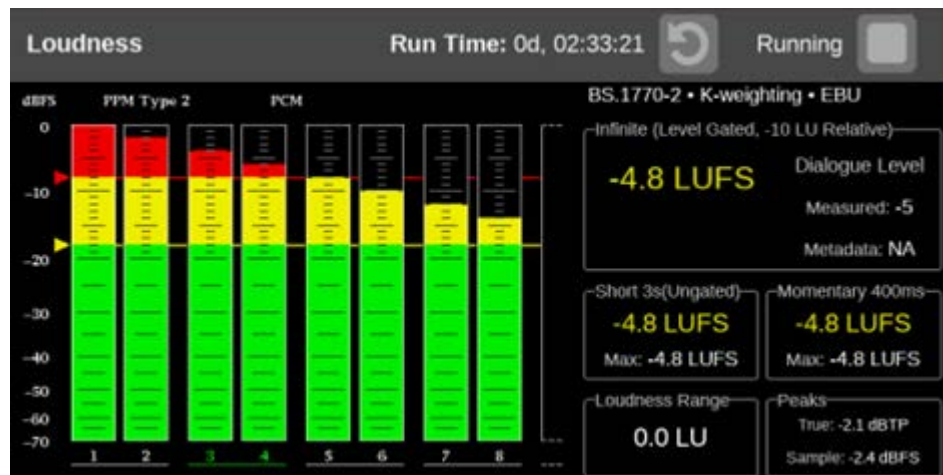 Loudness
Run Time: 0d, 02:33:21
Running
dBFS
PPM Type 2
PCM
0
-10
-20
-30
-40
-50
-60
-70
1 2 3 4 5 6 7 8
BS.1770-2 • K-weighting • EBU
Infinite (Level Gated, -10 LU Relative)
-4.8 LUFS
Dialogue Level
Measured: -5
Metadata: NA
Short 3s(Ungated)
-4.8 LUFS
Max: -4.8 LUFS
Momentary 400ms
-4.8 LUFS
Max: -4.8 LUFS
Loudness Range
0.0 LU
Peaks
True: -2.1 dBTP
Sample: -2.4 dBFS